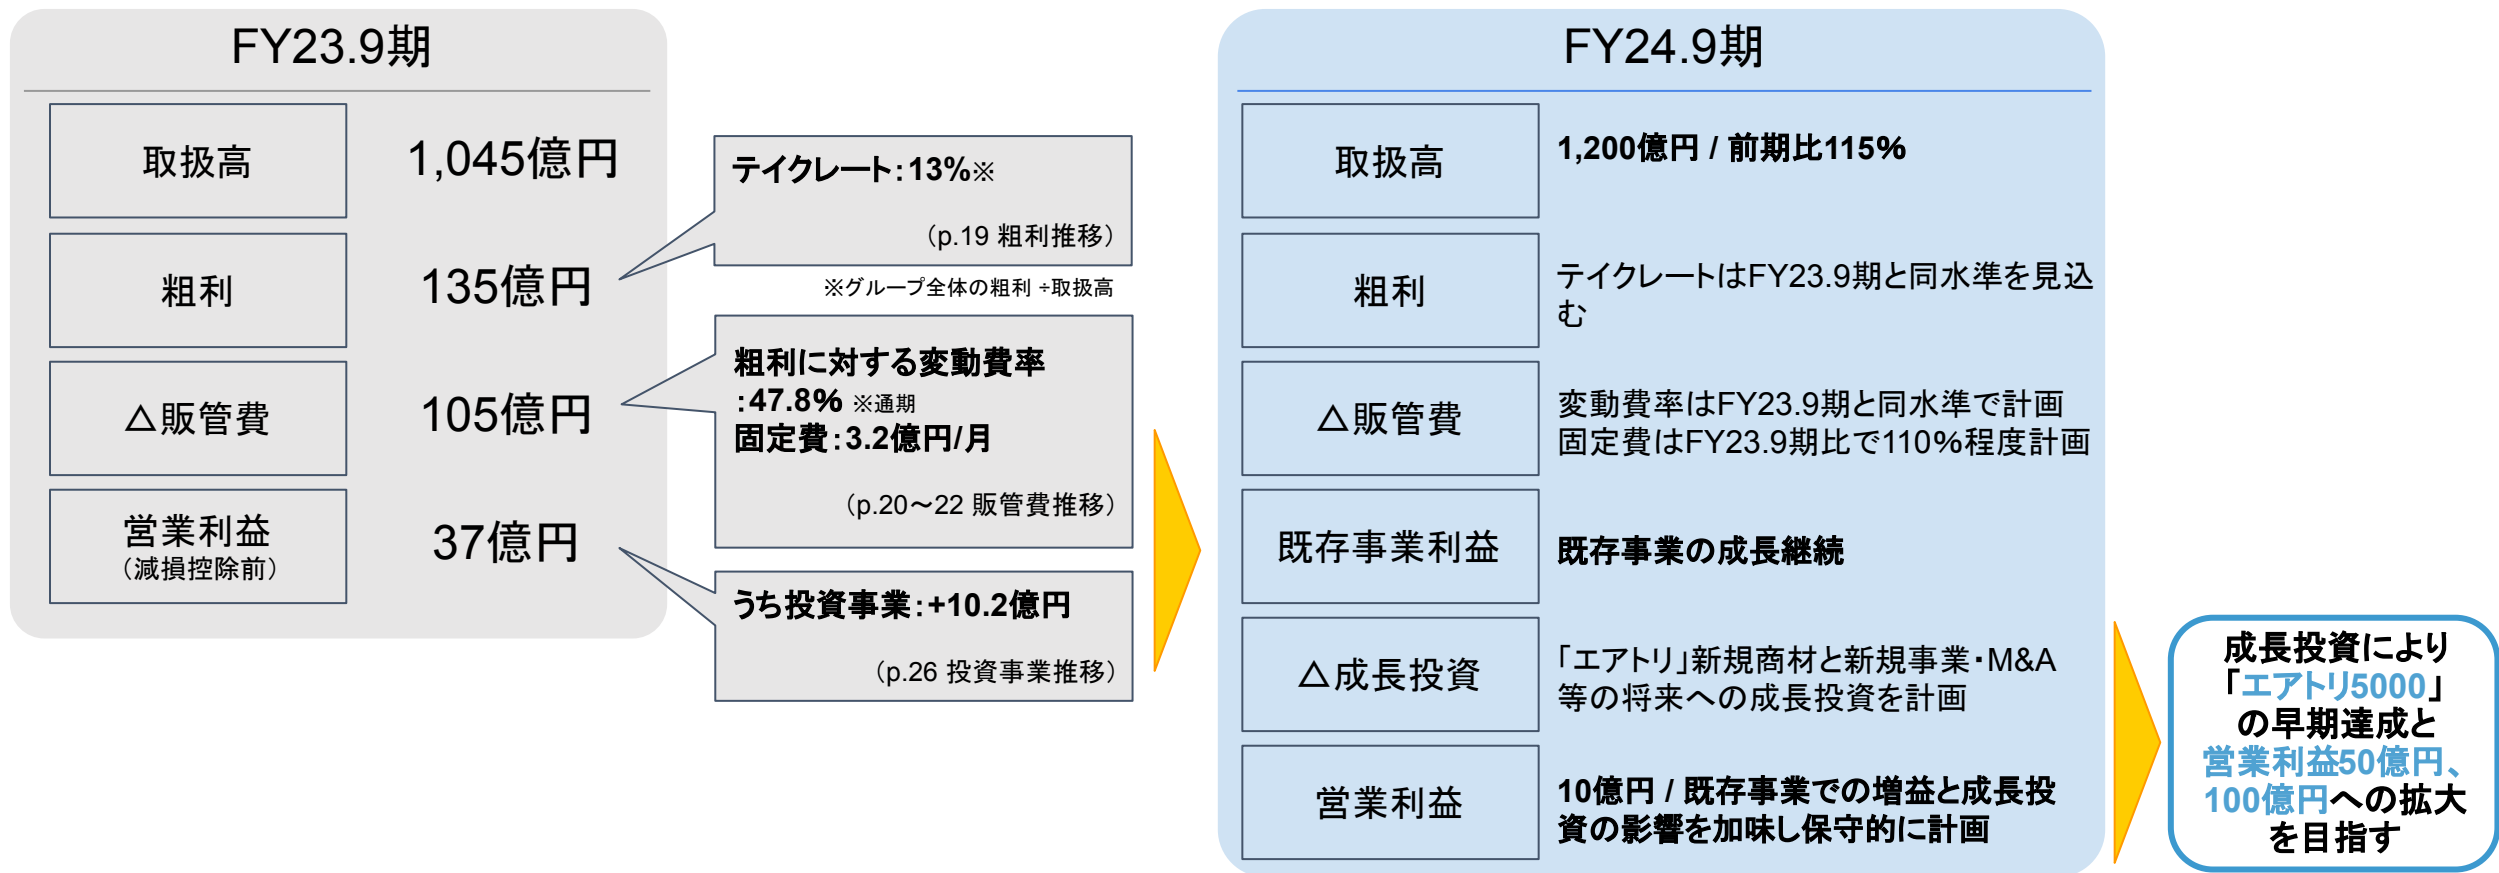 FY23.9期
取扱高
1,045億円
粗利
135億円
△販管費
105億円
営業利益
（減損控除前）
37億円
テイクレート：13%※
（p.19 粗利推移）
※グループ全体の粗利 ÷取扱高
粗利に対する変動費率
：47.8% ※通期
固定費：3.2億円/月
（p.20～22 販管費推移）
うち投資事業：+10.2億円
（p.26 投資事業推移）
FY24.9期
取扱高
1,200億円 / 前期比115%
粗利
テイクレートはFY23.9期と同水準を見込
む
△販管費
変動費率はFY23.9期と同水準で計画
固定費はFY23.9期比で110%程度計画
既存事業利益
既存事業の成長継続
△成長投資
「エアトリ」新規商材と新規事業・M&A
等の将来への成長投資を計画
営業利益
10億円 / 既存事業での増益と成長投
資の影響を加味し保守的に計画
成長投資により
「エアトリ5000」
の早期達成と
営業利益50億円、
100億円への拡大
を目指す